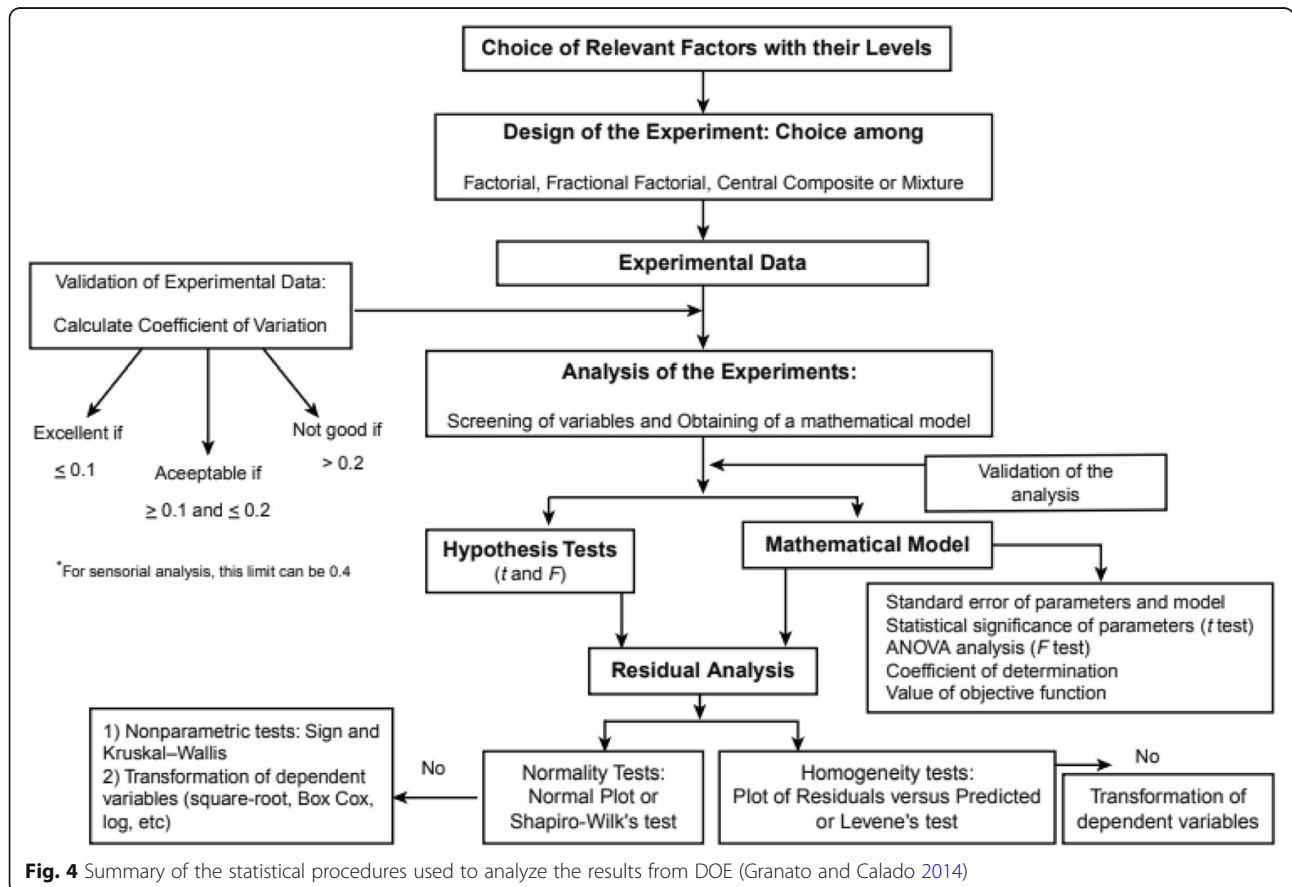 Choice of Relevant Factors with their Levels
Design of the Experiment: Choice among
Factorial, Fractional Factorial, Central Composite or Mixture
Experimental Data
Validation of Experimental Data:
Calculate Coefficient of Variation
Excellent if
≤ 0.1
Aceeptable if
≥ 0.1 and ≤ 0.2
Not good if
> 0.2
*For sensorial analysis, this limit can be 0.4
Analysis of the Experiments:
Screening of variables and Obtaining of a mathematical model
Validation of the
analysis
Hypothesis Tests
(t and F)
Mathematical Model
Standard error of parameters and model
Statistical significance of parameters (t test)
ANOVA analysis (F test)
Coefficient of determination
Value of objective function
Residual Analysis
1) Nonparametric tests: Sign and
Kruskal–Wallis
2) Transformation of dependent
variables (square-root, Box Cox,
log, etc)
No
Normality Tests:
Normal Plot or
Shapiro-Wilk's test
Homogeneity tests:
Plot of Residuals versus Predicted
or Levene's test
No
Transformation of
dependent variables
Fig. 4 Summary of the statistical procedures used to analyze the results from DOE (Granato and Calado 2014)